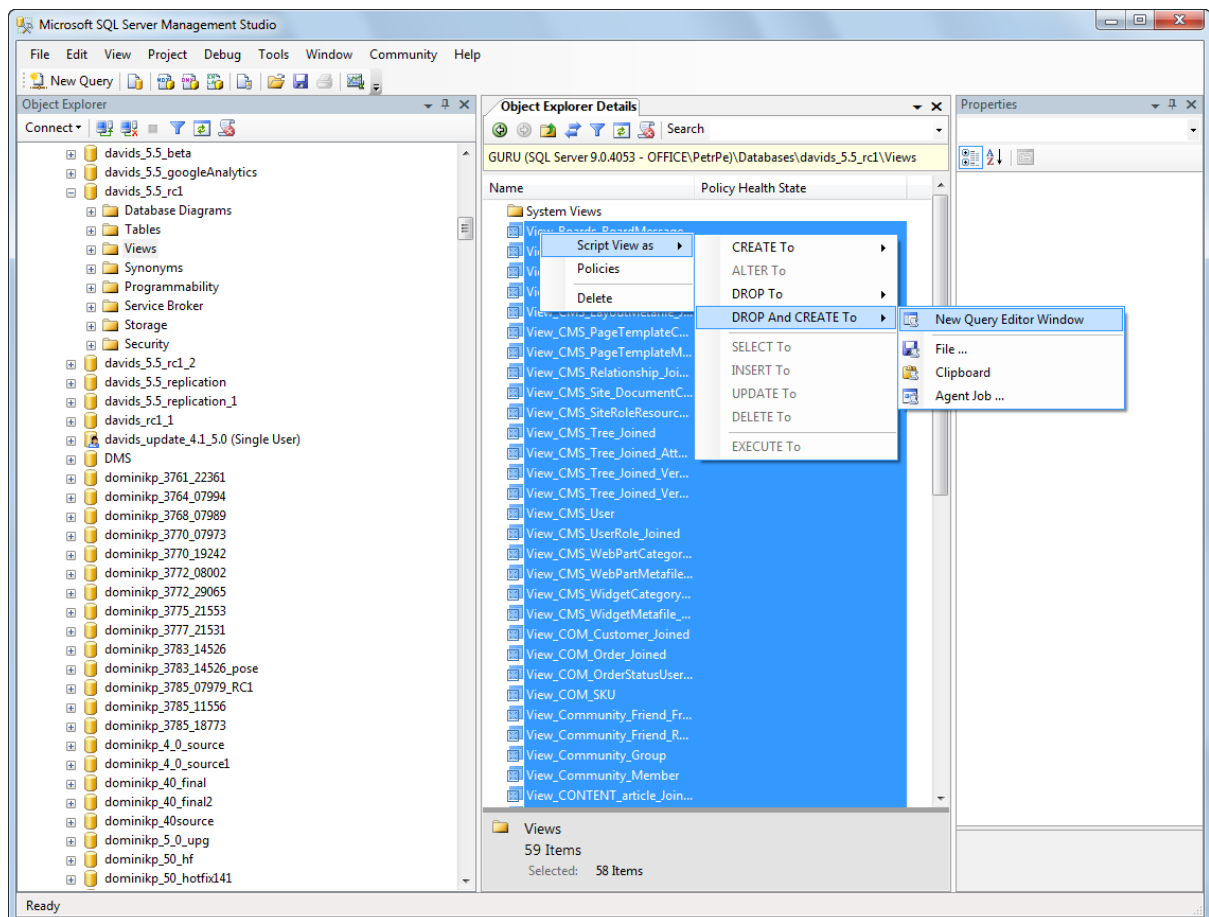 Microsoft SQL Server Management Studio
File Edit View Project Debug Tools Window Community Help
New Query
Object Explorer
Connect
davids_5.5_beta
davids_5.5_googleAnalytics
davids_5.5_rc1
Database Diagrams
Tables
Views
Synonyms
Programmability
Service Broker
Storage
Security
davids_5.5_rc1_2
davids_5.5_replication
davids_5.5_replication_1
davids_rc1_1
davids_update_4.1_5.0 (Single User)
DMS
dominikp_3761_22361
dominikp_3764_07994
dominikp_3768_07989
dominikp_3770_07973
dominikp_3770_19242
dominikp_3772_08002
dominikp_3772_29065
dominikp_3775_21553
dominikp_3777_21531
dominikp_3783_14526
dominikp_3783_14526_pose
dominikp_3785_07979_RC1
dominikp_3785_11556
dominikp_3785_18773
dominikp_4_0_source
dominikp_4_0_source1
dominikp_40_final
dominikp_40_final2
dominikp_40source
dominikp_5_0_upg
dominikp_50_hf
dominikp_50_hotfix141
Object Explorer Details
Search
GURU (SQL Server 9.0.4053 - OFFICE\PetrPe)\Databases\davids_5.5_rc1\Views
Name Policy Health State
System Views
View_Boards_BoardMessage
View_CMS_LayoutMetafile_J...
View_CMS_PageTemplateC...
View_CMS_PageTemplateM...
View_CMS_Relationship_Joi...
View_CMS_Site_DocumentC...
View_CMS_SiteRoleResourc...
View_CMS_Tree_Joined
View_CMS_Tree_Joined_Att...
View_CMS_Tree_Joined_Ver...
View_CMS_Tree_Joined_Ver...
View_CMS_User
View_CMS_UserRole_Joined
View_CMS_WebPartCategor...
View_CMS_WebPartMetafile...
View_CMS_WidgetCategory...
View_CMS_WidgetMetafile_...
View_COM_Customer_Joined
View_COM_Order_Joined
View_COM_OrderStatusUser...
View_COM_SKU
View_Community_Friend_Fr...
View_Community_Friend_R...
View_Community_Group
View_Community_Member
View_CONTENT_article_Join...
Script View as
Policies
Delete
CREATE To
ALTER To
DROP To
DROP And CREATE To
SELECT To
INSERT To
UPDATE To
DELETE To
EXECUTE To
New Query Editor Window
File ...
Clipboard
Agent Job ...
Views
59 Items
Selected: 58 Items
Properties
Ready